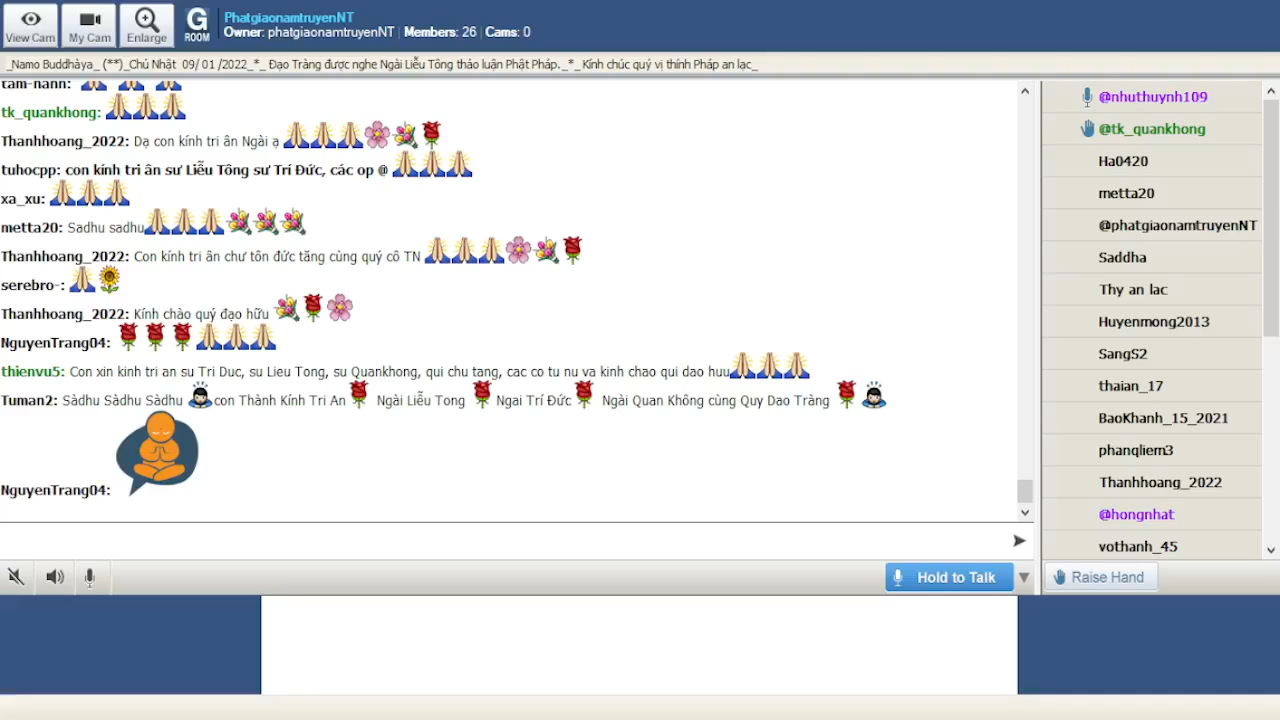 View Cam
My Cam
Enlarge
G
ROOM
PhatgiaonamtruyenNT
Owner: phatgiaonamtruyenNT | Members: 26 | Cams: 0
_Namo Buddhàya_ (**)_Chủ Nhật 09/ 01 /2022_*_ Đạo Tràng được nghe Ngài Liễu Tông thảo luận Phật Pháp._*_Kính chúc quý vị thính Pháp an lạc_
tam-nhann:
tk_quankhong:
Thanhhoang_2022: Dạ con kính tri ân Ngài ạ
tuhocpp: con kính tri ân sư Liễu Tông sư Trí Đức, các op @
xa_xu:
metta20: Sadhu sadhu
Thanhhoang_2022: Con kính tri ân chư tôn đức tăng cùng quý cô TN
serebro-:
Thanhhoang_2022: Kính chào quý đạo hữu
NguyenTrang04:
thienvu5: Con xin kinh tri an su Tri Duc, su Lieu Tong, su Quankhong, qui chu tang, cac co tu nu va kinh chao qui dao huu
Tuman2: Sàdhu Sàdhu Sàdhu con Thành Kính Tri An Ngài Liễu Tong Ngai Trí Đức Ngài Quan Không cùng Quy Dao Tràng
NguyenTrang04:
Hold to Talk
@nhuthuynh109
@tk_quankhong
Ha0420
metta20
@phatgiaonamtruyenNT
Saddha
Thy an lac
Huyenmong2013
SangS2
thaian_17
BaoKhanh_15_2021
phanqliem3
Thanhhoang_2022
@hongnhat
vothanh_45
Raise Hand